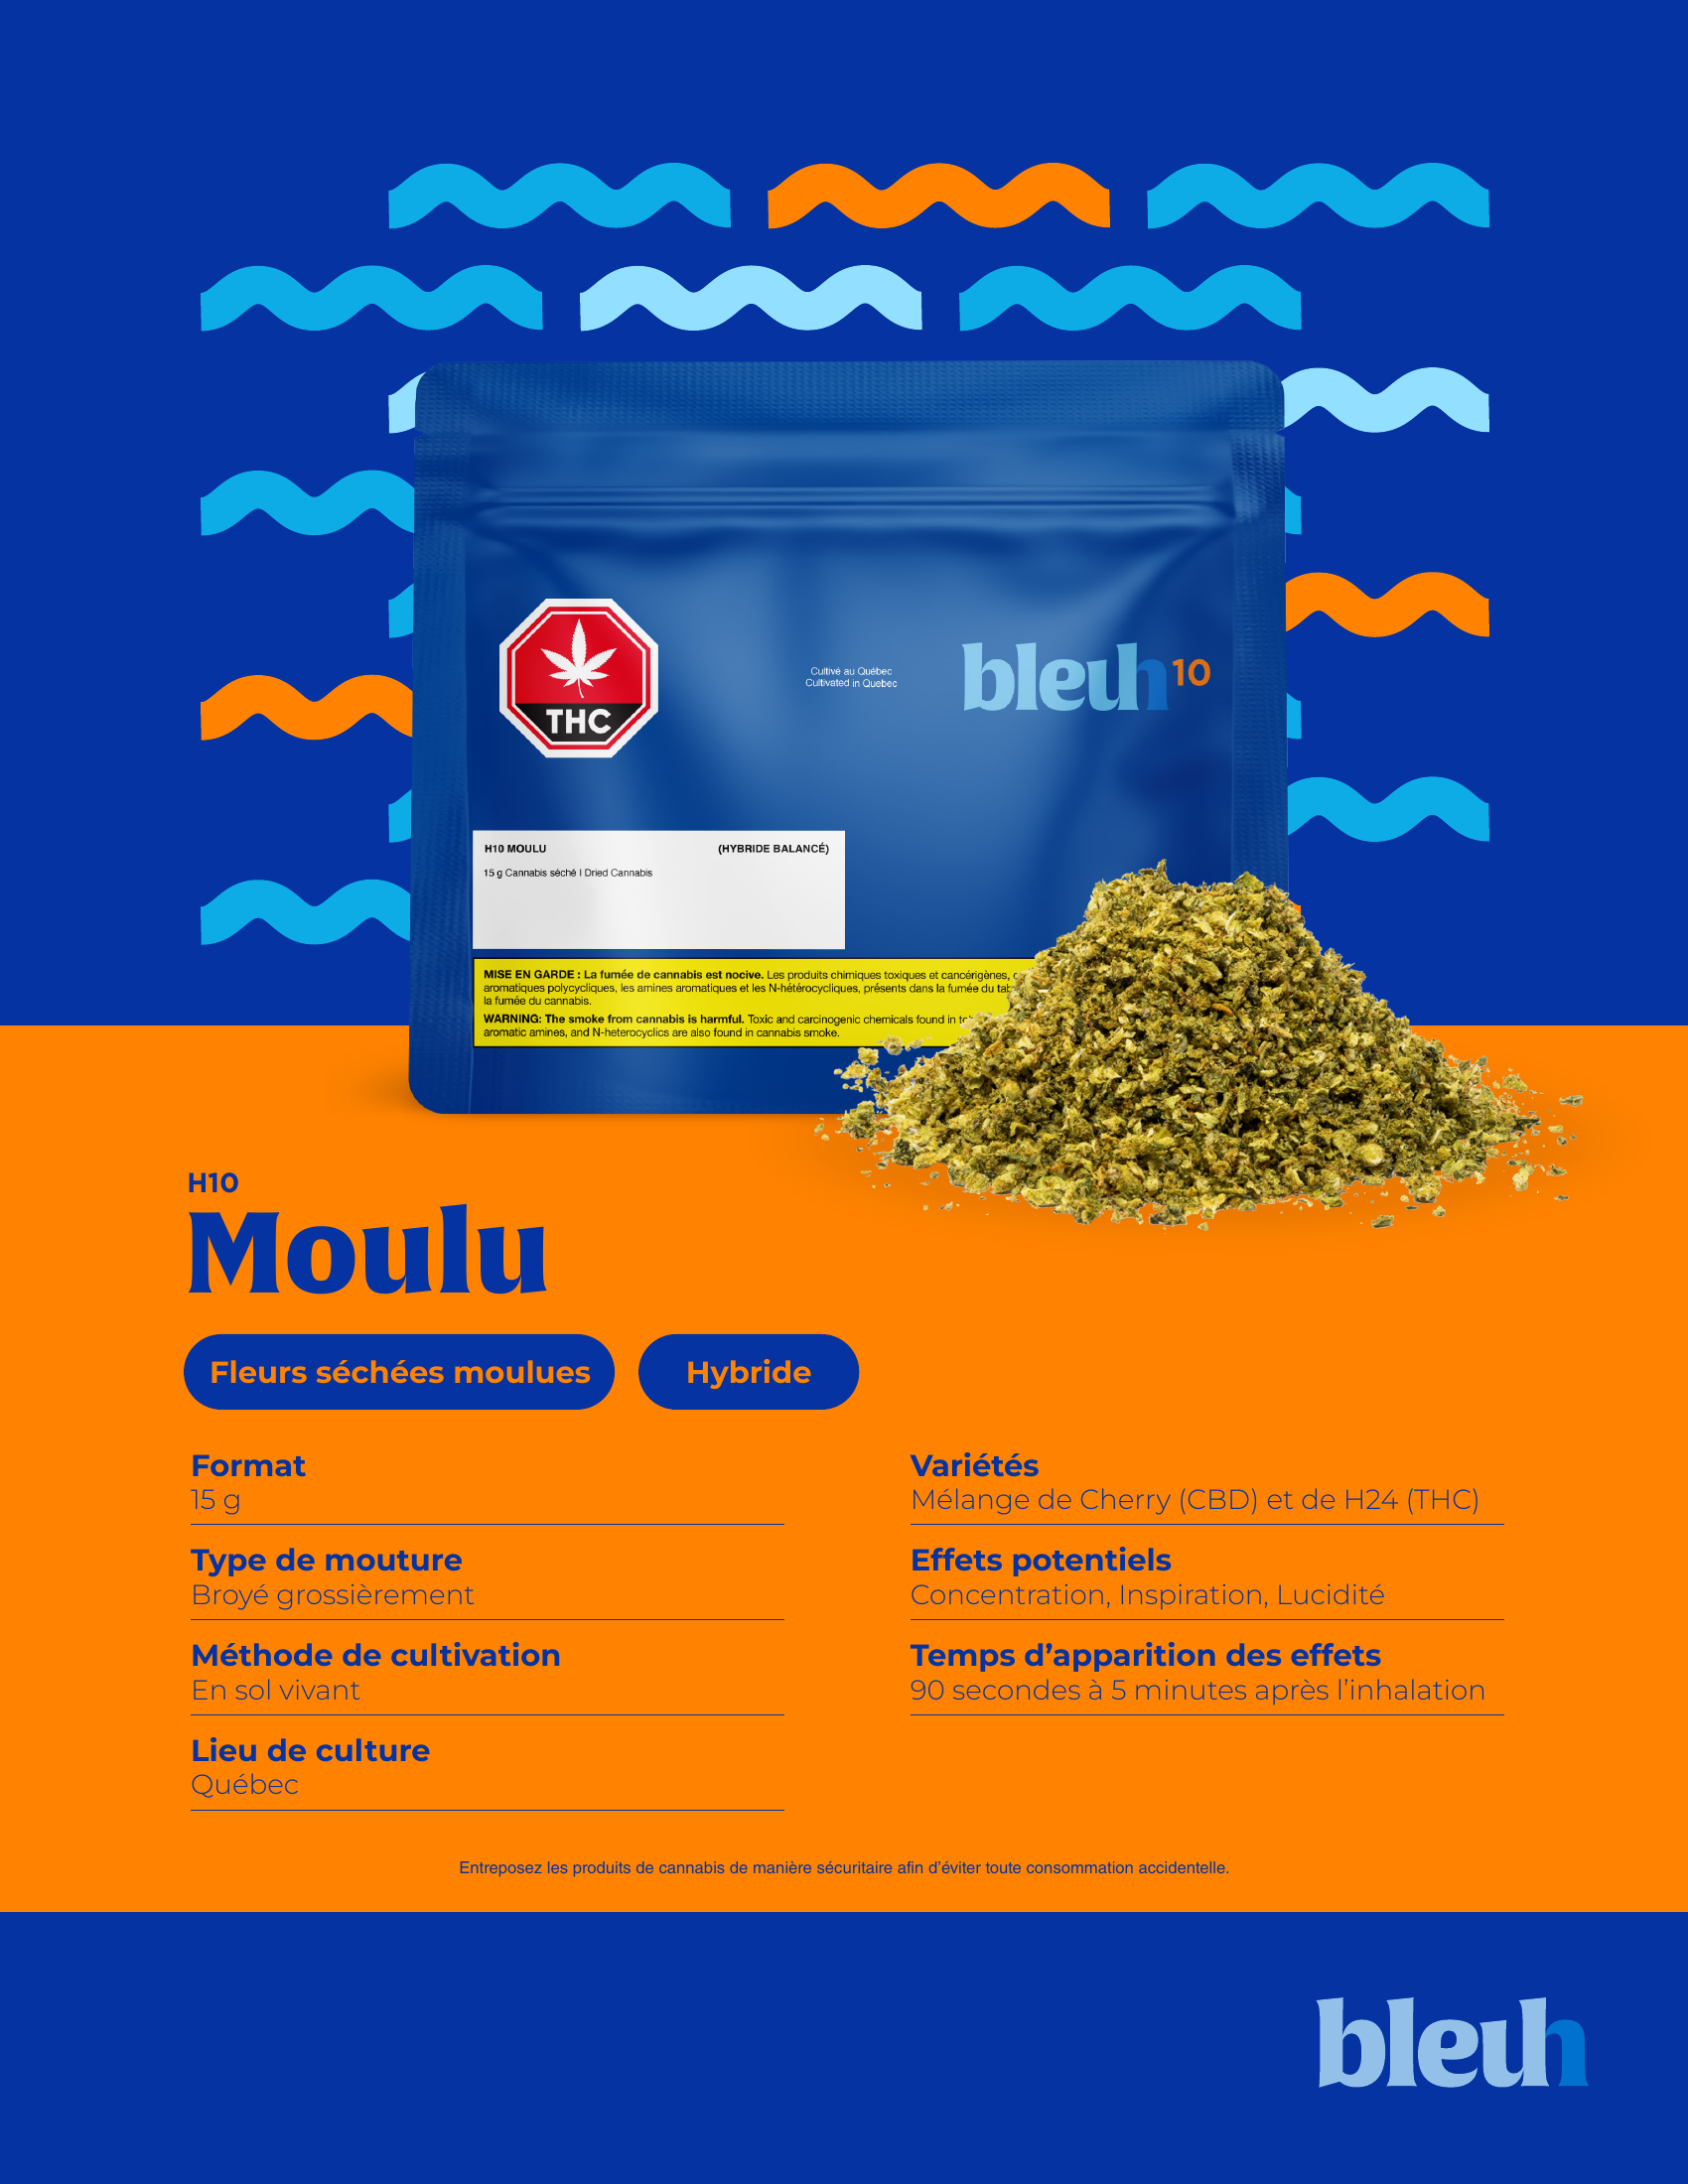 THC
Cultivé au Québec
Cultivated in Quebec
bleuh10
H10 MOULU (HYBRIDE BALANCÉ)
15 g Cannabis séché | Dried Cannabis
MISE EN GARDE : La fumée de cannabis est nocive. Les produits chimiques toxiques et cancérigènes,
aromatiques polycycliques, les amines aromatiques et les N-hétérocycliques, présents dans la fumée du
la fumée du cannabis.
WARNING: The smoke from cannabis is harmful. Toxic and carcinogenic chemicals found in
aromatic amines, and N-heterocyclics are also found in cannabis smoke.
H10
Moulu
Fleurs séchées moulues
Hybride
Format
15 g
Type de mouture
Broyé grossièrement
Méthode de cultivation
En sol vivant
Lieu de culture
Québec
Variétés
Mélange de Cherry (CBD) et de H24 (THC)
Effets potentiels
Concentration, Inspiration, Lucidité
Temps d’apparition des effets
90 secondes à 5 minutes après l’inhalation
Entreposez les produits de cannabis de manière sécuritaire afin d’éviter toute consommation accidentelle.
bleuh